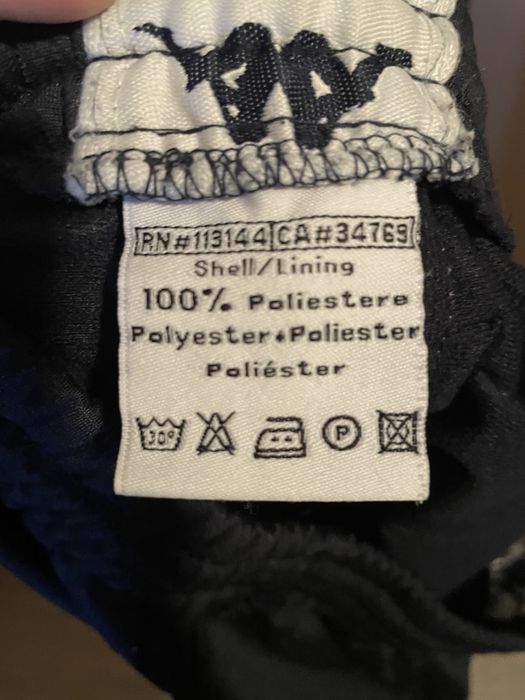 RN#113144 CA#34769
Shell/Lining
100% Poliestere
Polyester•Poliester
Poliéster
30° P